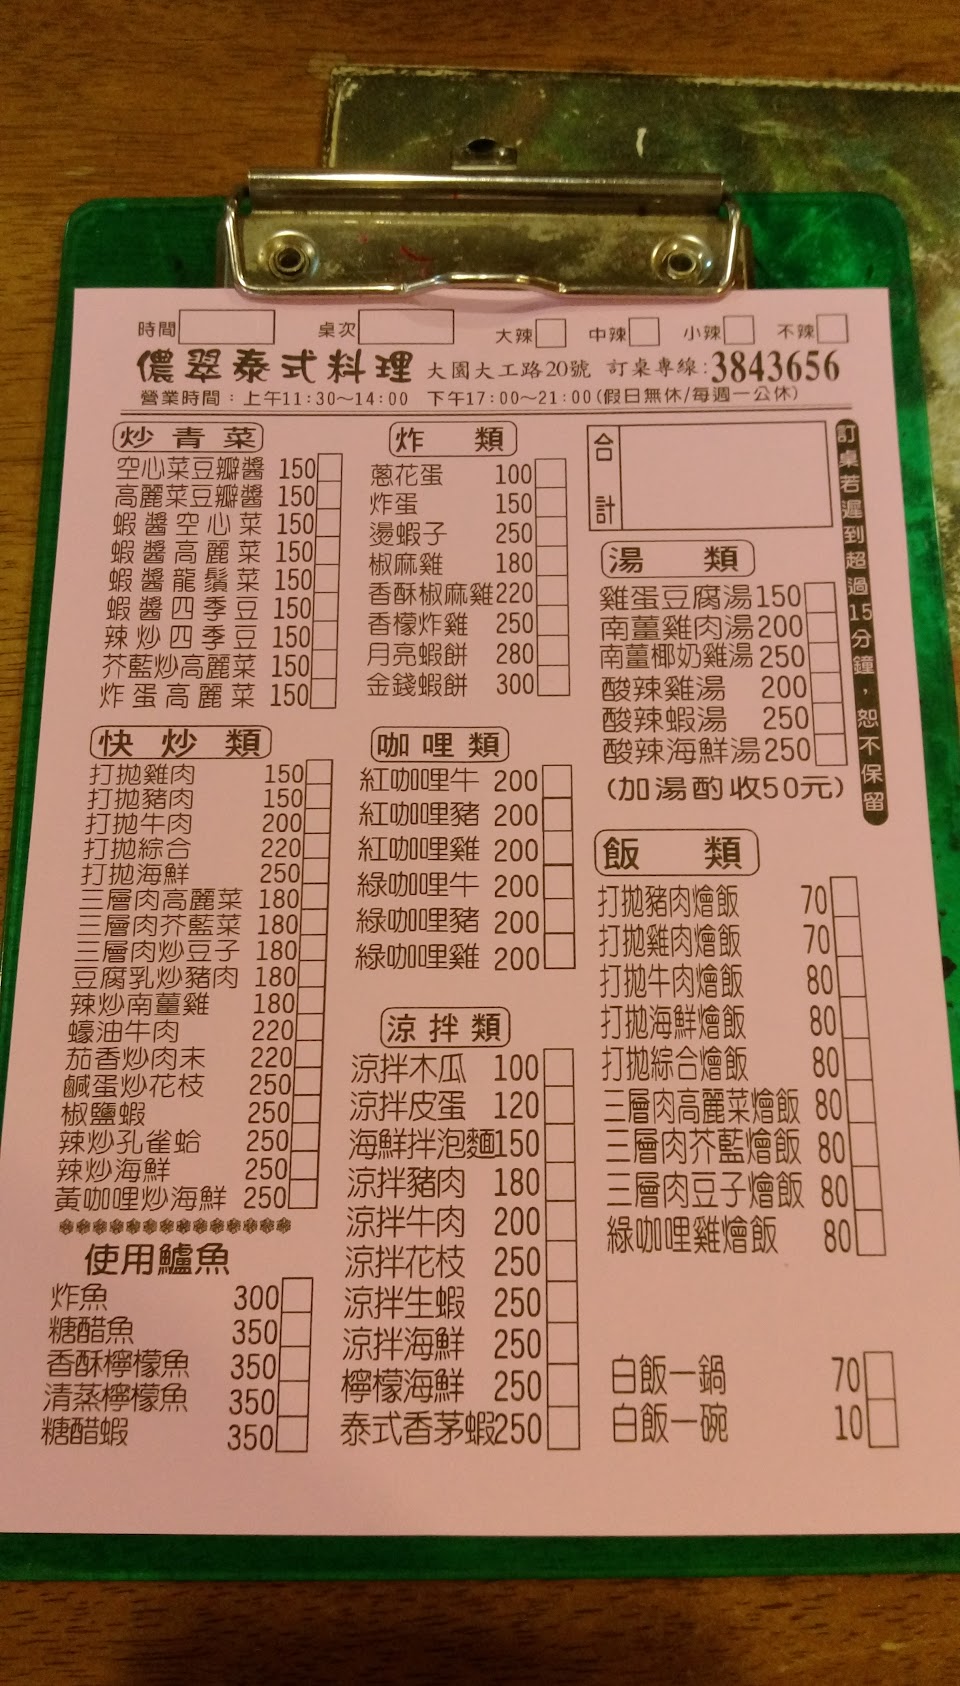 時間 桌次 大辣 中辣 小辣 不辣
儂翠泰式料理 大園大工路20號 訂桌專線:3843656
營業時間：上午11:30～14:00 下午17:00～21:00(假日無休/每週一公休)
炒青菜
空心菜豆瓣醬 150
高麗菜豆瓣醬 150
蝦醬空心菜 150
蝦醬高麗菜 150
蝦醬龍鬚菜 150
蝦醬四季豆 150
辣炒四季豆 150
芥藍炒高麗菜 150
炸蛋高麗菜 150
快炒類
打拋雞肉 150
打拋豬肉 150
打拋牛肉 200
打拋綜合 220
打拋海鮮 250
三層肉高麗菜 180
三層肉芥藍菜 180
三層肉炒豆子 180
豆腐乳炒豬肉 180
辣炒南薑雞 180
蠔油牛肉 220
茄香炒肉末 220
鹹蛋炒花枝 250
椒鹽蝦 250
辣炒孔雀蛤 250
辣炒海鮮 250
黃咖哩炒海鮮 250
使用鱸魚
炸魚 300
糖醋魚 350
香酥檸檬魚 350
清蒸檸檬魚 350
糖醋蝦 350
炸類
蔥花蛋 100
炸蛋 150
燙蝦子 250
椒麻雞 180
香酥椒麻雞 220
香檬炸雞 250
月亮蝦餅 280
金錢蝦餅 300
咖哩類
紅咖哩牛 200
紅咖哩豬 200
紅咖哩雞 200
綠咖哩牛 200
綠咖哩豬 200
綠咖哩雞 200
涼拌類
涼拌木瓜 100
涼拌皮蛋 120
海鮮拌泡麵 150
涼拌豬肉 180
涼拌牛肉 200
涼拌花枝 250
涼拌生蝦 250
涼拌海鮮 250
檸檬海鮮 250
泰式香茅蝦 250
合計
湯類
雞蛋豆腐湯 150
南薑雞肉湯 200
南薑椰奶雞湯 250
酸辣雞湯 200
酸辣蝦湯 250
酸辣海鮮湯 250
(加湯酌收50元)
飯類
打拋豬肉燴飯 70
打拋雞肉燴飯 70
打拋牛肉燴飯 80
打拋海鮮燴飯 80
打拋綜合燴飯 80
三層肉高麗菜燴飯 80
三層肉芥藍燴飯 80
三層肉豆子燴飯 80
綠咖哩雞燴飯 80
白飯一鍋 70
白飯一碗 10
訂桌若遲到超過15分鐘，恕不保留